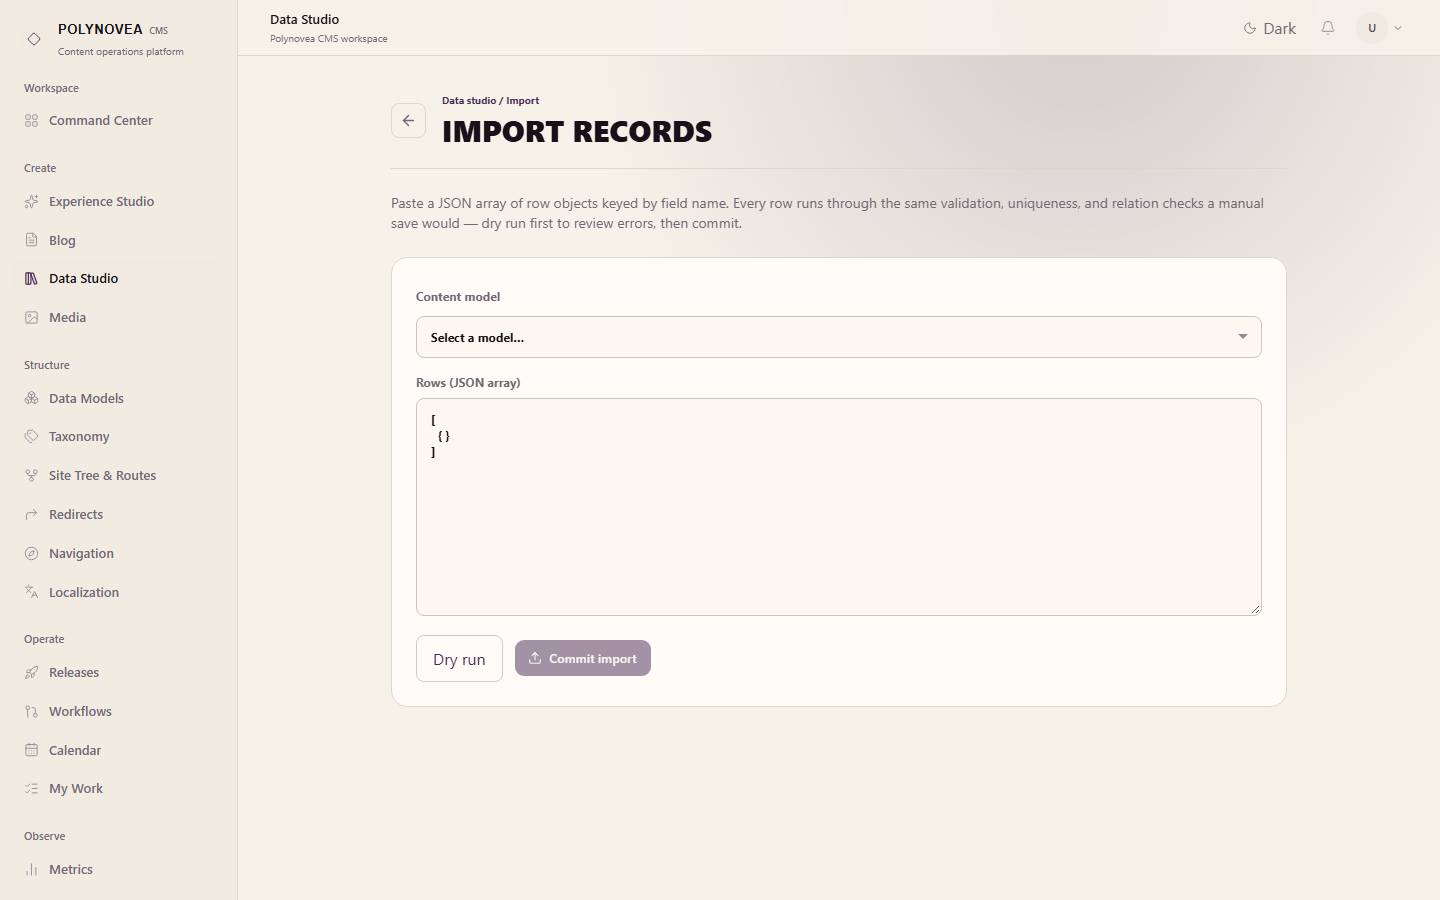 POLYNOVEA CMS
Content operations platform
Workspace
Command Center
Create
Experience Studio
Blog
Data Studio
Media
Structure
Data Models
Taxonomy
Site Tree & Routes
Redirects
Navigation
Localization
Operate
Releases
Workflows
Calendar
My Work
Observe
Metrics
Data Studio
Polynovea CMS workspace
Dark
U
Data studio / Import
IMPORT RECORDS
Paste a JSON array of row objects keyed by field name. Every row runs through the same validation, uniqueness, and relation checks a manual
save would — dry run first to review errors, then commit.
Content model
Select a model...
Rows (JSON array)
[
{}
]
Dry run
Commit import